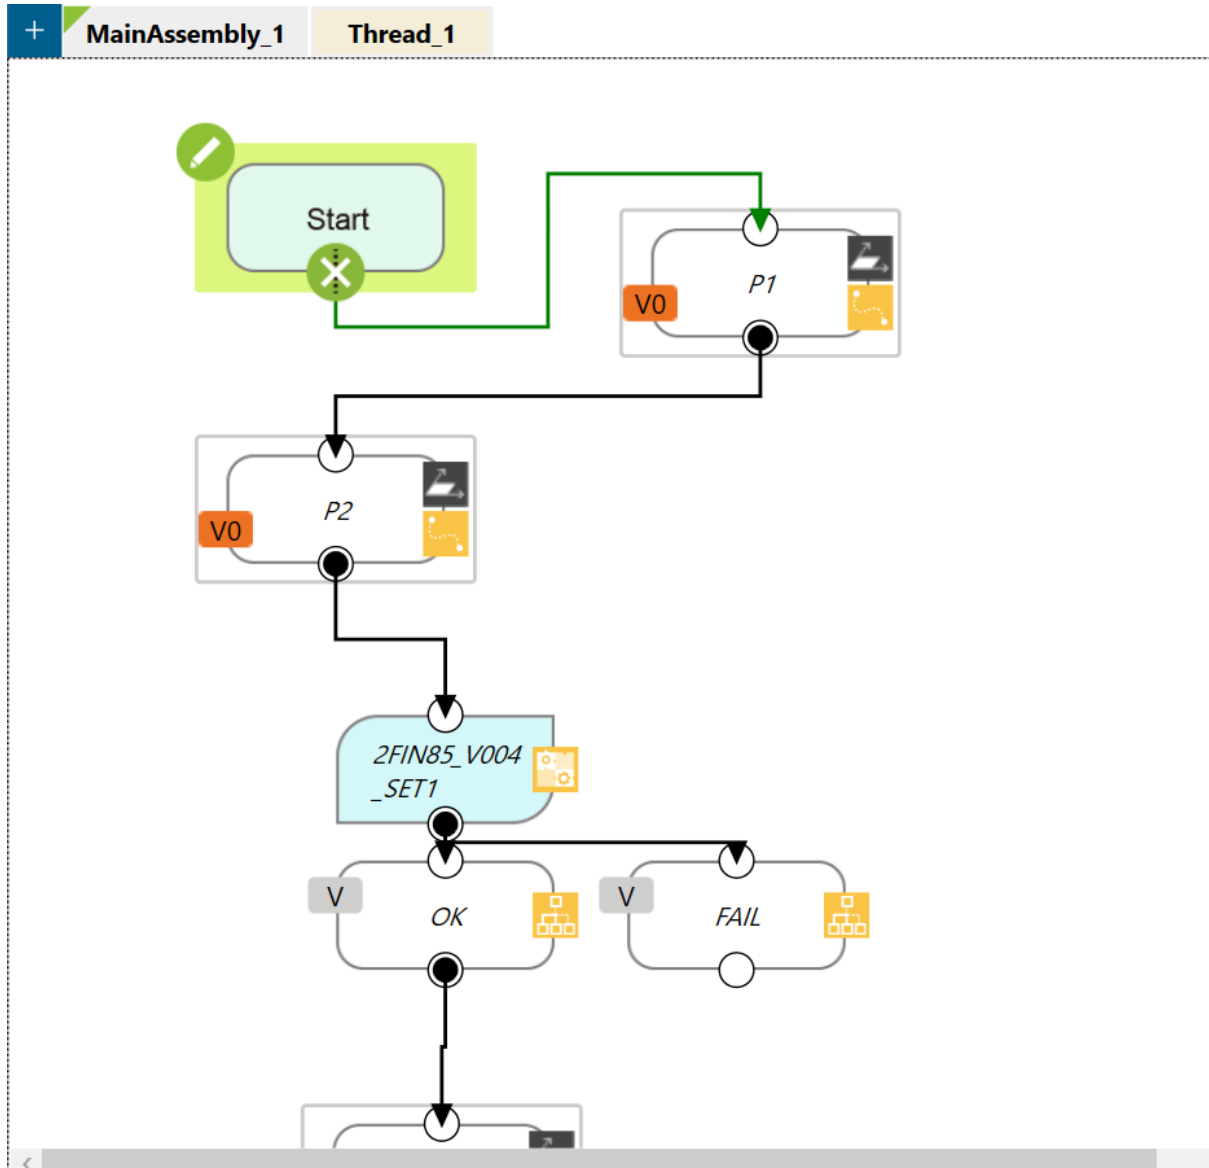 +
MainAssembly_1
Thread_1
Start
P1
V0
P2
V0
2FIN85_V004
_SET1
V
OK
V
FAIL